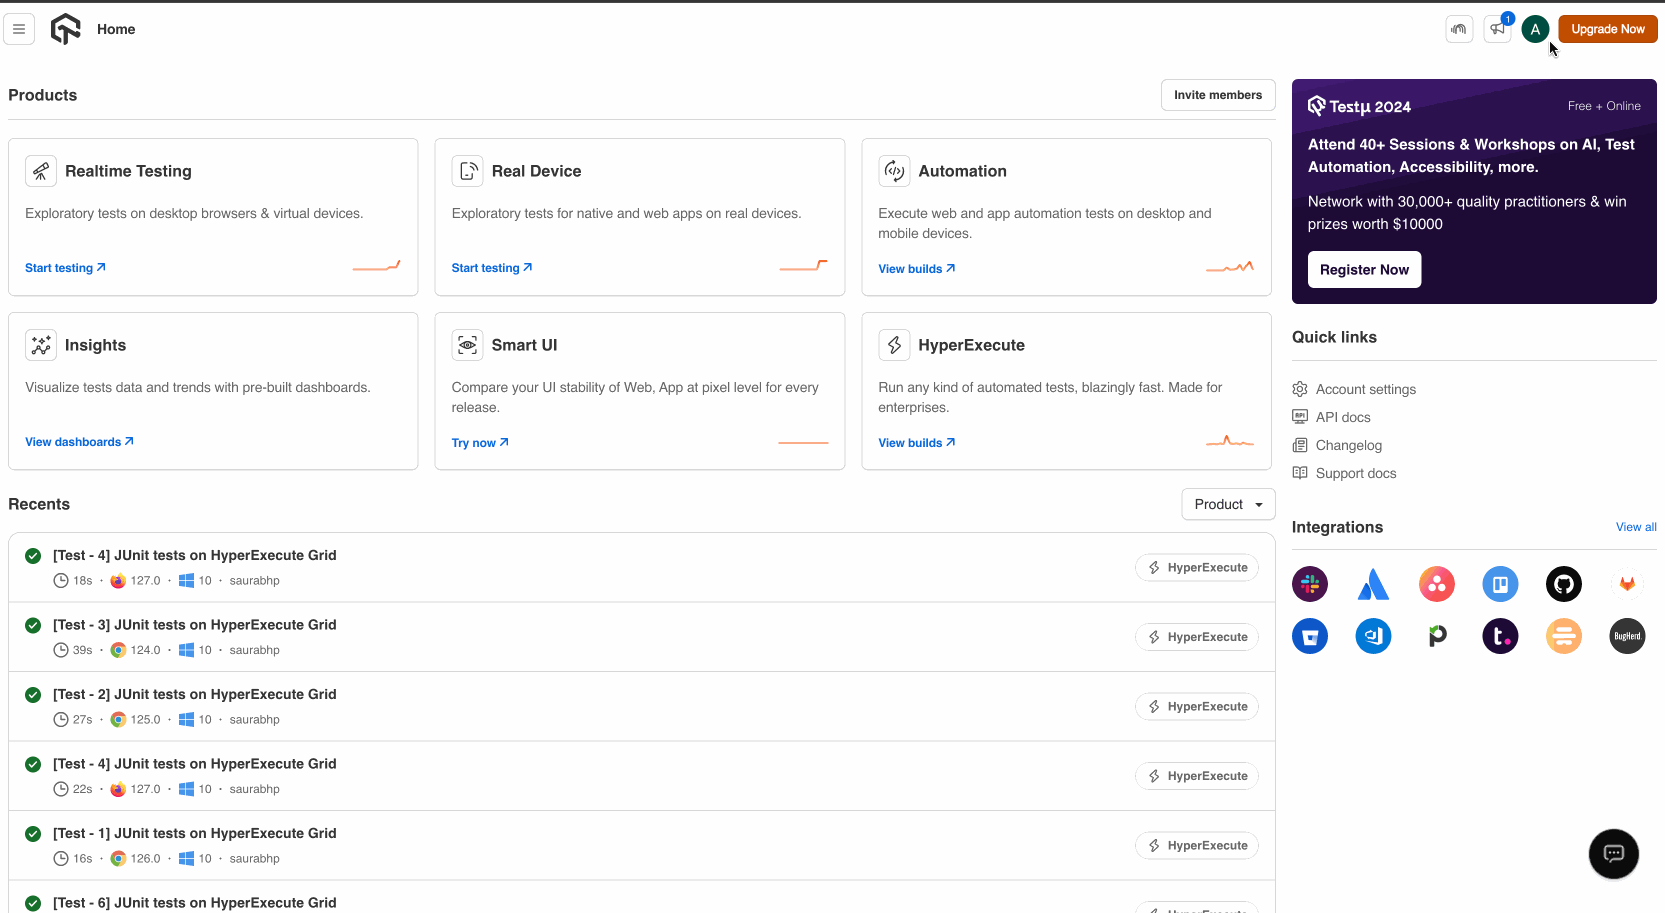 Home
1
A
Upgrade Now
Products
Invite members
Realtime Testing
Exploratory tests on desktop browsers & virtual devices.
Start testing
Real Device
Exploratory tests for native and web apps on real devices.
Start testing
Automation
Execute web and app automation tests on desktop and
mobile devices.
View builds
Insights
Visualize tests data and trends with pre-built dashboards.
View dashboards
Smart UI
Compare your UI stability of Web, App at pixel level for every
release.
Try now
HyperExecute
Run any kind of automated tests, blazingly fast. Made for
enterprises.
View builds
Recents
Product
[Test - 4] JUnit tests on HyperExecute Grid
18s · 127.0 · 10 · saurabhp
HyperExecute
[Test - 3] JUnit tests on HyperExecute Grid
39s · 124.0 · 10 · saurabhp
HyperExecute
[Test - 2] JUnit tests on HyperExecute Grid
27s · 125.0 · 10 · saurabhp
HyperExecute
[Test - 4] JUnit tests on HyperExecute Grid
22s · 127.0 · 10 · saurabhp
HyperExecute
[Test - 1] JUnit tests on HyperExecute Grid
16s · 126.0 · 10 · saurabhp
HyperExecute
[Test - 6] JUnit tests on HyperExecute Grid
HyperExecute
Testμ 2024
Free + Online
Attend 40+ Sessions & Workshops on AI, Test
Automation, Accessibility, more.
Network with 30,000+ quality practitioners & win
prizes worth $10000
Register Now
Quick links
Account settings
API docs
Changelog
Support docs
Integrations
View all
t.
BugHerd.